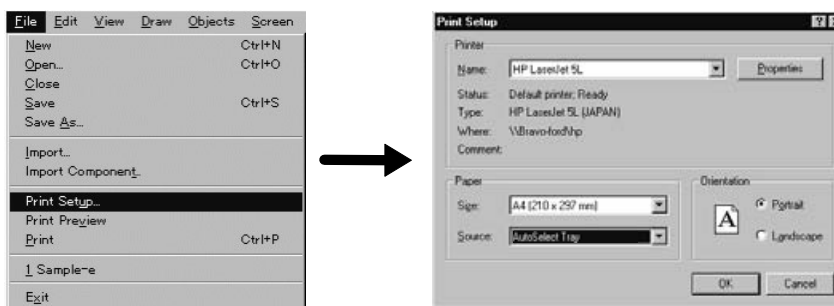 File Edit View Draw Objects Screen
New Ctrl+N
Open... Ctrl+O
Close
Save Ctrl+S
Save As...
Import...
Import Component..
Print Setup...
Print Preview
Print Ctrl+P
1 Sample-e
Exit
Print Setup
Printer
Name: HP LaserJet 5L Properties
Status: Default printer; Ready
Type: HP LaserJet 5L (JAPAN)
Where: \\Bravo-ford\hp
Comment:
Paper
Size: A4 (210 x 297 mm)
Source: AutoSelect Tray
Orientation
A
Portrait
Landscape
OK Cancel